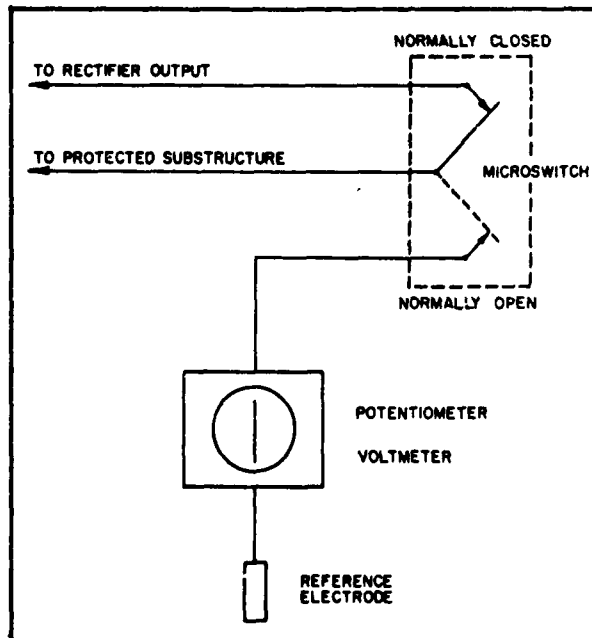 NORMALLY CLOSED
TO RECTIFIER OUTPUT
TO PROTECTED SUBSTRUCTURE
MICROSWITCH
NORMALLY OPEN
POTENTIOMETER
VOLTMETER
REFERENCE
ELECTRODE